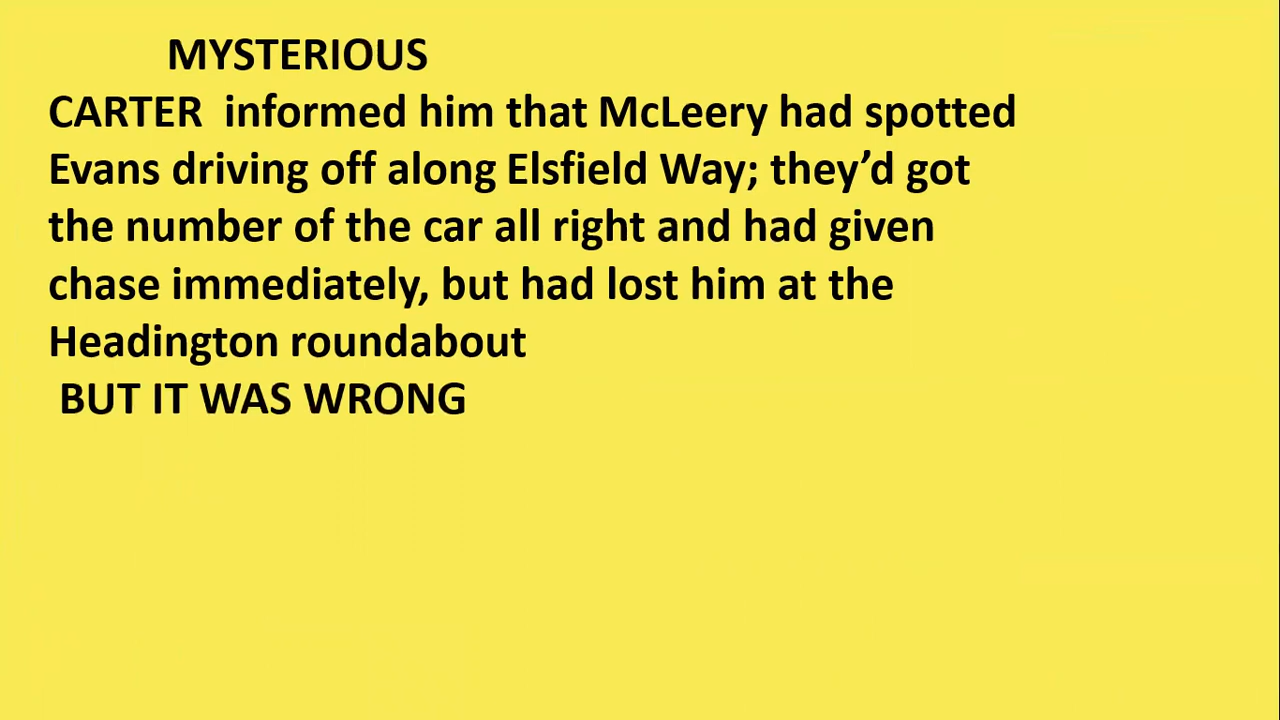 MYSTERIOUS
CARTER  informed him that McLeery had spotted
Evans driving off along Elsfield Way; they’d got
the number of the car all right and had given
chase immediately, but had lost him at the
Headington roundabout
BUT IT WAS WRONG